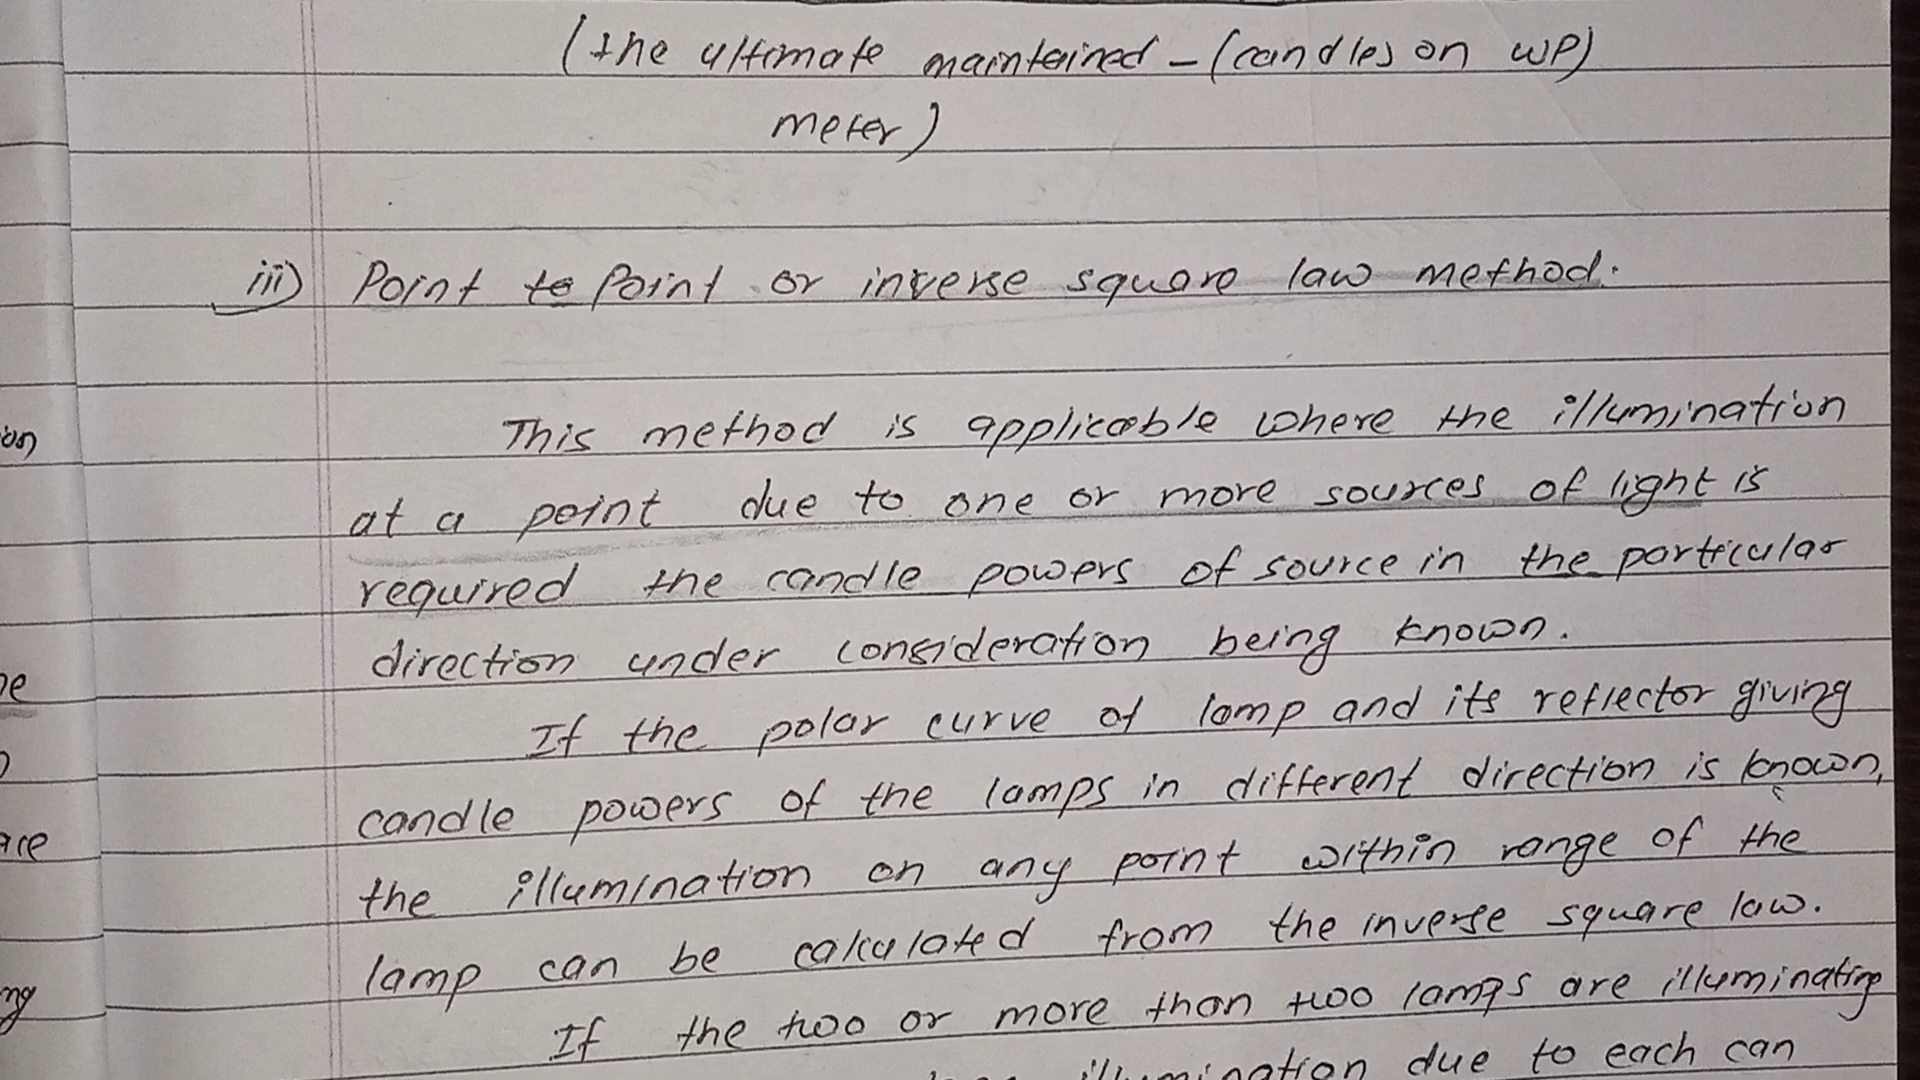 (the ultimate maintained - (candles on WP)
meter)
iii) Point to Point or inverse square law method.
This method is applicable where the illumination
at a point due to one or more sources of light is
required the candle powers of source in the particular
direction under consideration being known.
If the polar curve of lamp and its reflector giving
candle powers of the lamps in different direction is known,
the illumination on any point within range of the
lamp can be calculated from the inverse square law.
If the two or more than two lamps are illuminating
illumination due to each can
on
ng